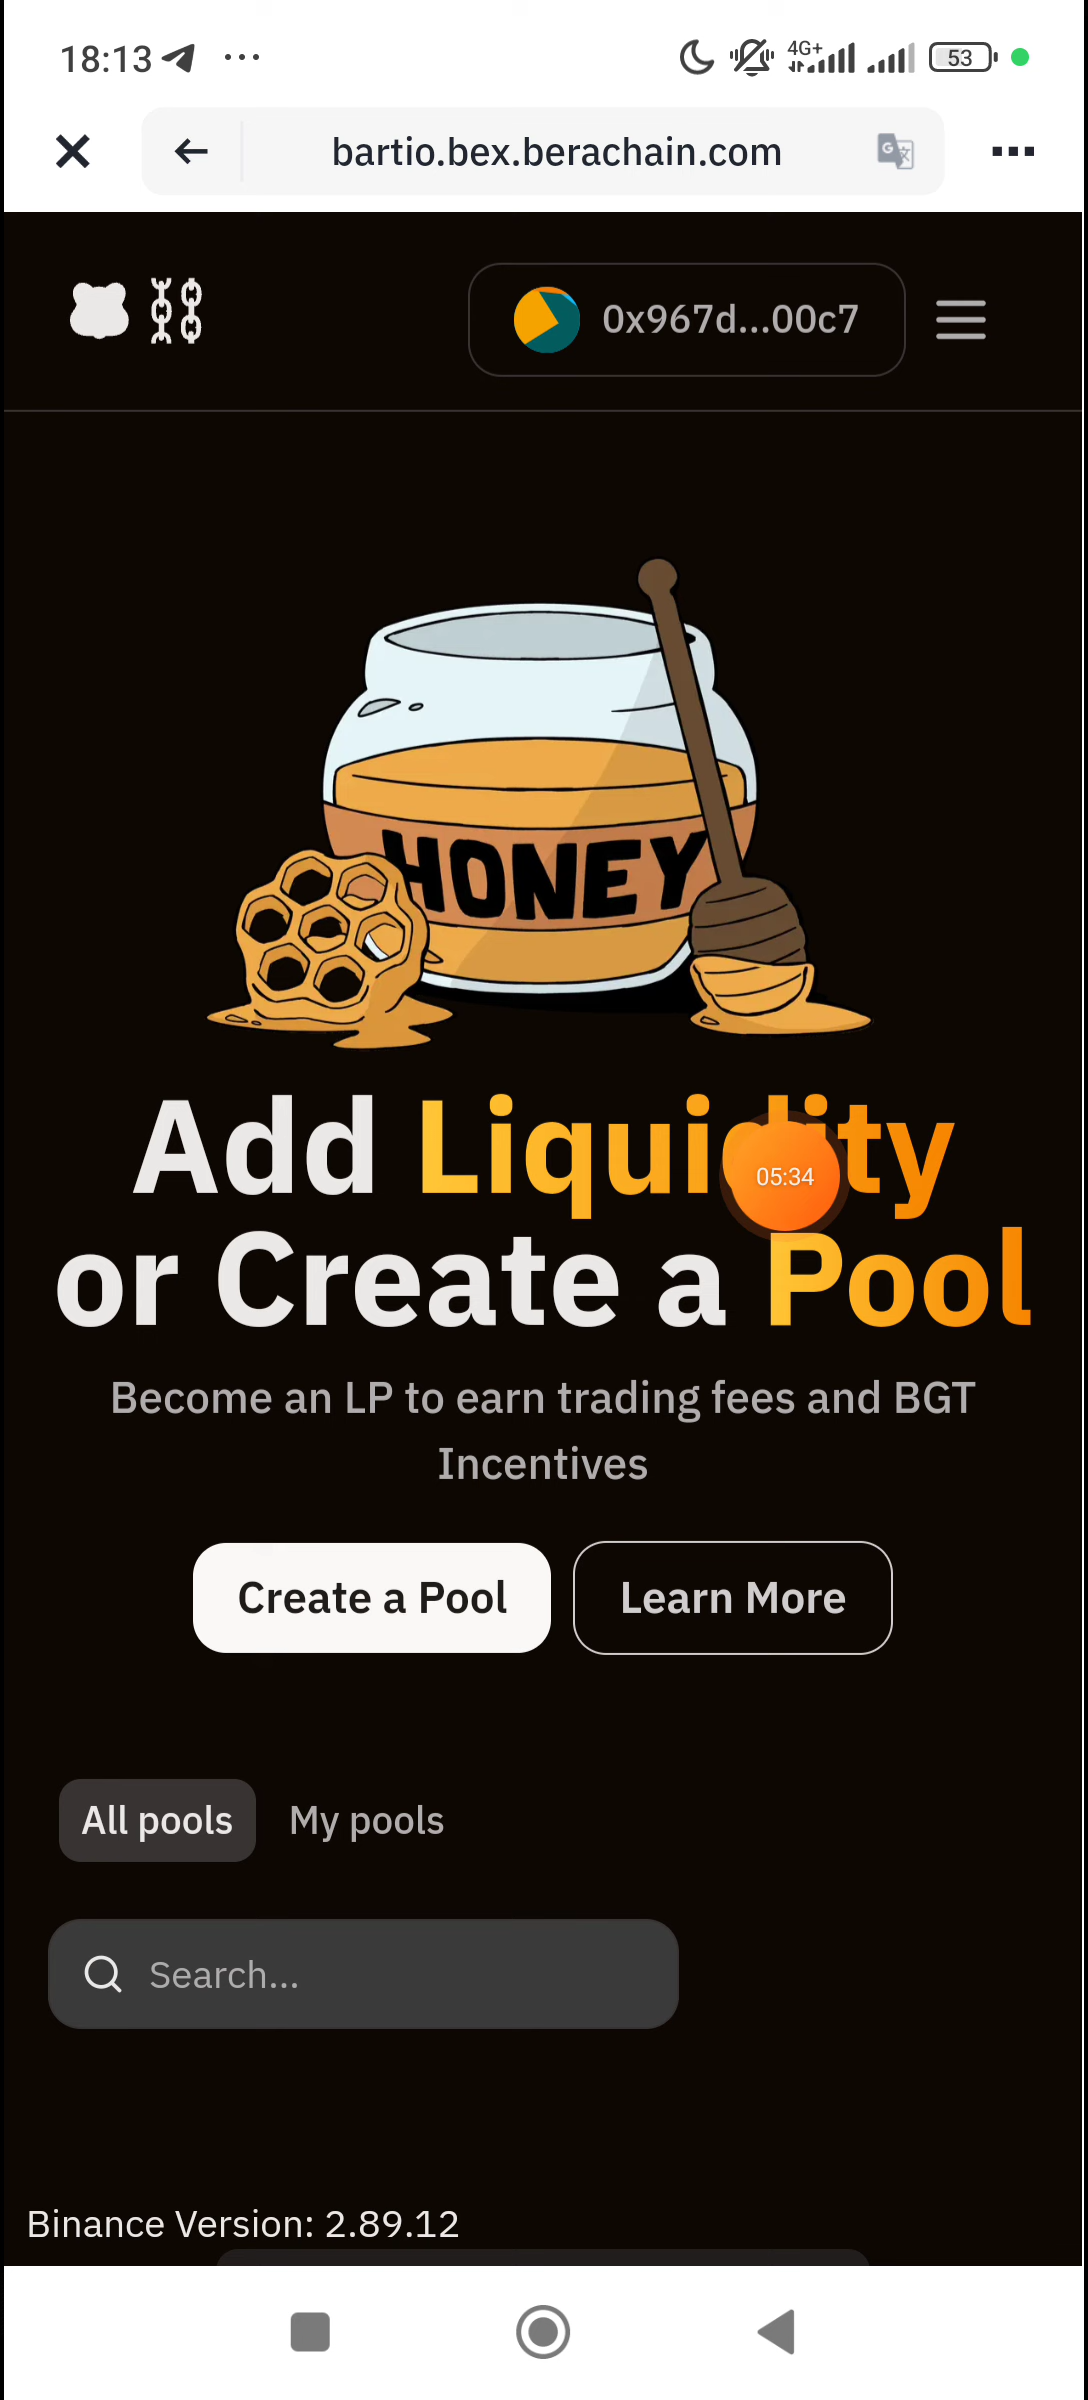 18:13
4G+
53
bartio.bex.berachain.com
0x967d...00c7
HONEY
Add Liquidity
05:34
or Create a Pool
Become an LP to earn trading fees and BGT
Incentives
Create a Pool
Learn More
All pools
My pools
Search...
Binance Version: 2.89.12